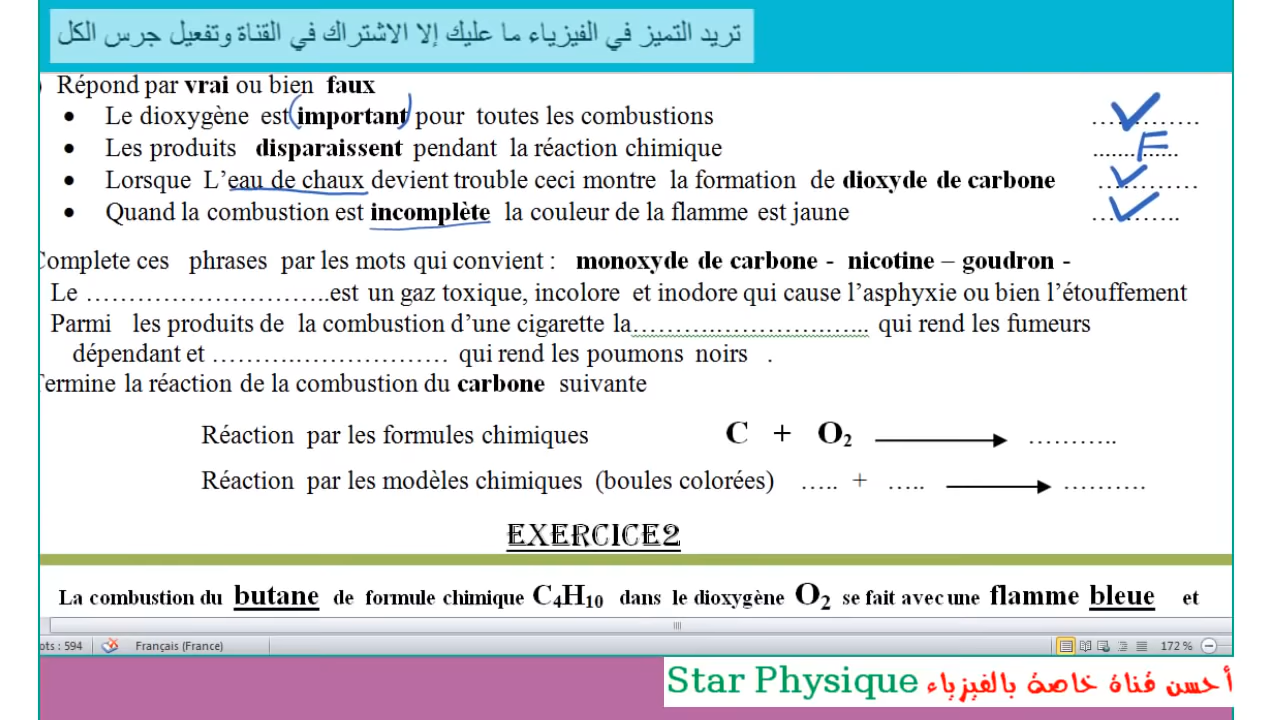 تريد التميز في الفيزياء ما عليك إلا الاشتراك في القناة وتفعيل جرس الكل
Répond par vrai ou bien faux
• Le dioxygène est (important) pour toutes les combustions …………. ✓
• Les produits disparaissent pendant la réaction chimique ………….. F
• Lorsque L’eau de chaux devient trouble ceci montre la formation de dioxyde de carbone ………… ✓
• Quand la combustion est incomplète la couleur de la flamme est jaune ……….. ✓
omplete ces phrases par les mots qui convient : monoxyde de carbone - nicotine – goudron -
Le ……………………….est un gaz toxique, incolore et inodore qui cause l’asphyxie ou bien l’étouffement
Parmi les produits de la combustion d’une cigarette la……….………….….. qui rend les fumeurs
dépendant et ……….……………… qui rend les poumons noirs .
ermine la réaction de la combustion du carbone suivante
Réaction par les formules chimiques C + O₂ → ………..
Réaction par les modèles chimiques (boules colorées) ….. + ….. → ……….
EXERCICE2
La combustion du butane de formule chimique C₄H₁₀ dans le dioxygène O₂ se fait avec une flamme bleue et
ots : 594 Français (France) 172 %
Star Physique أحسن قناة خاصة بالفيزياء